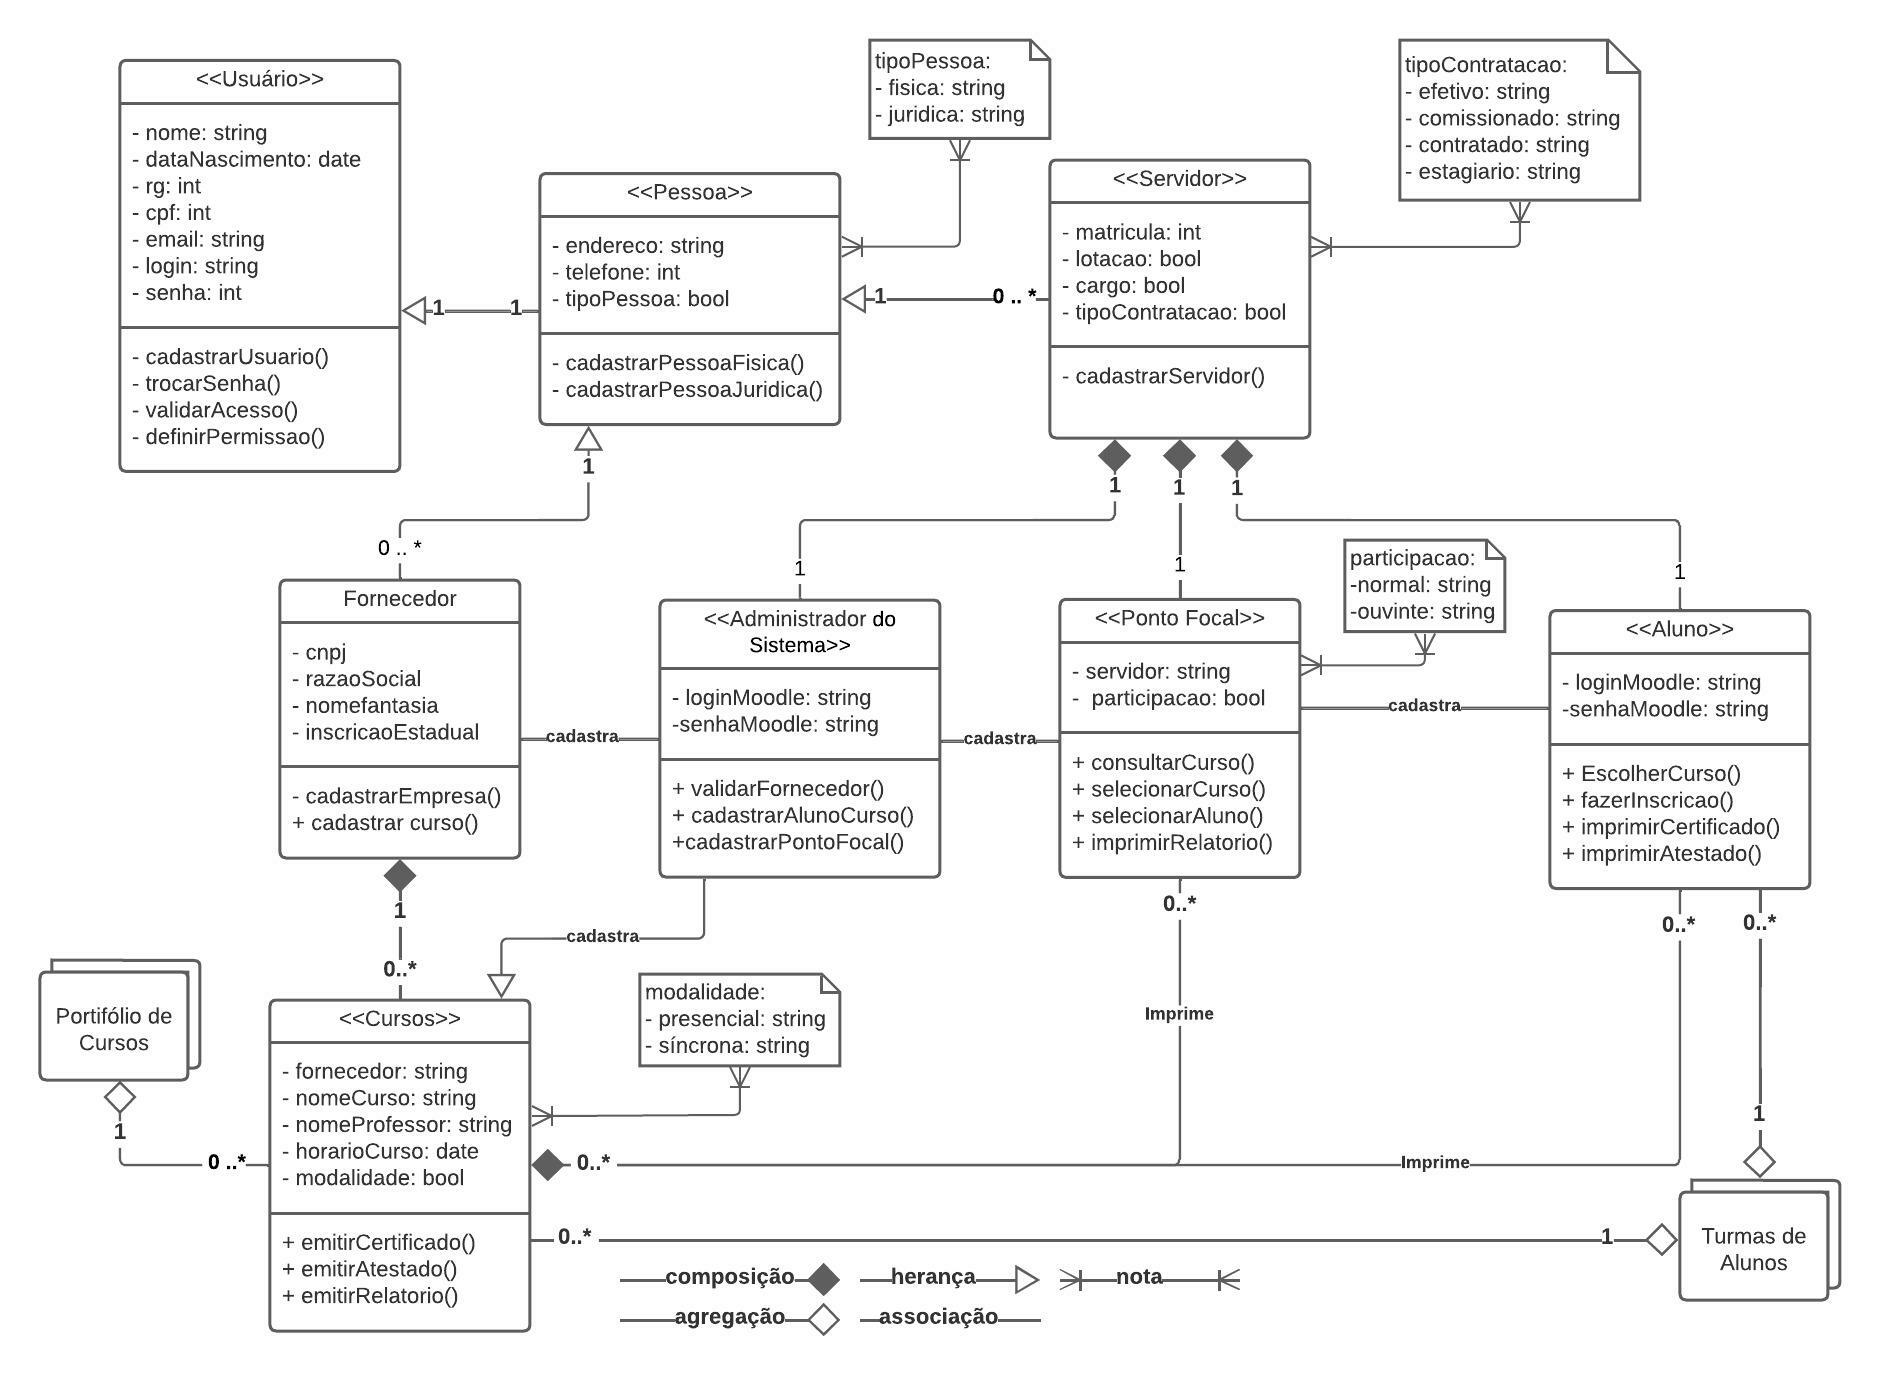 <<Usuário>>
- nome: string
- dataNascimento: date
- rg: int
- cpf: int
- email: string
- login: string
- senha: int
- cadastrarUsuario()
- trocarSenha()
- validarAcesso()
- definirPermissao()
1
1
<<Pessoa>>
- endereco: string
- telefone: int
- tipoPessoa: bool
- cadastrarPessoaFisica()
- cadastrarPessoaJuridica()
tipoPessoa:
- fisica: string
- juridica: string
1
0 .. *
<<Servidor>>
- matricula: int
- lotacao: bool
- cargo: bool
- tipoContratacao: bool
- cadastrarServidor()
tipoContratacao:
- efetivo: string
- comissionado: string
- contratado: string
- estagiario: string
1
0 .. *
1
1
1
1
1
1
Fornecedor
- cnpj
- razaoSocial
- nomefantasia
- inscricaoEstadual
- cadastrarEmpresa()
+ cadastrar curso()
cadastra
<<Administrador do
Sistema>>
- loginMoodle: string
-senhaMoodle: string
+ validarFornecedor()
+ cadastrarAlunoCurso()
+cadastrarPontoFocal()
cadastra
<<Ponto Focal>>
- servidor: string
-  participacao: bool
+ consultarCurso()
+ selecionarCurso()
+ selecionarAluno()
+ imprimirRelatorio()
participacao:
-normal: string
-ouvinte: string
cadastra
<<Aluno>>
- loginMoodle: string
-senhaMoodle: string
+ EscolherCurso()
+ fazerInscricao()
+ imprimirCertificado()
+ imprimirAtestado()
1
0..*
cadastra
0..*
0..*
0..*
Portifólio de
Cursos
1
0 ..*
<<Cursos>>
- fornecedor: string
- nomeCurso: string
- nomeProfessor: string
- horarioCurso: date
- modalidade: bool
+ emitirCertificado()
+ emitirAtestado()
+ emitirRelatorio()
modalidade:
- presencial: string
- síncrona: string
Imprime
0..*
Imprime
1
0..*
1
Turmas de
Alunos
composição
herança
nota
agregação
associação